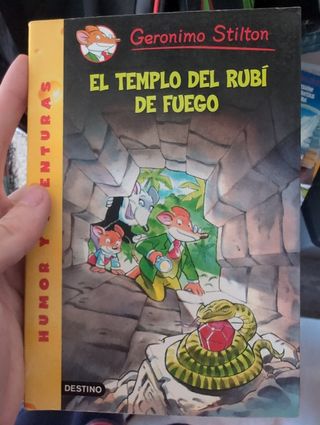 Geronimo Stilton
EL TEMPLO DEL RUBÍ
DE FUEGO
HUMOR Y AVENTURAS
DESTINO